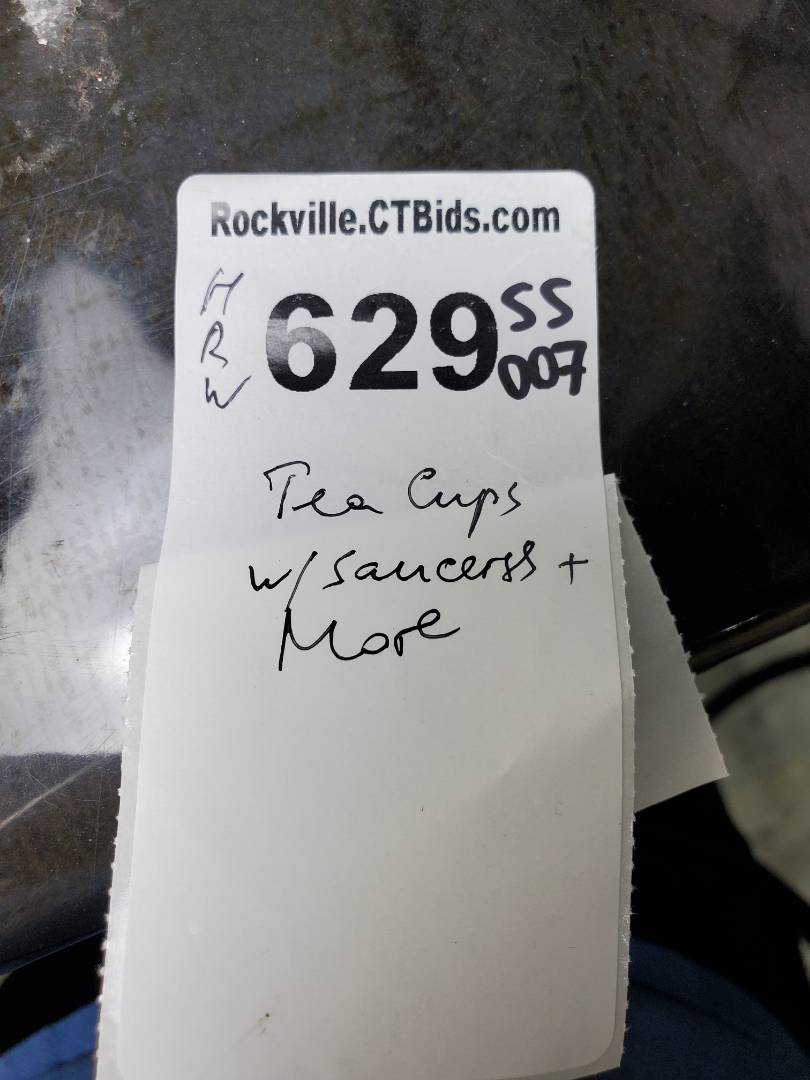 Rockville.CTBids.com
H
R
W
629
SS
007
Tea Cups
w/saucerss +
More